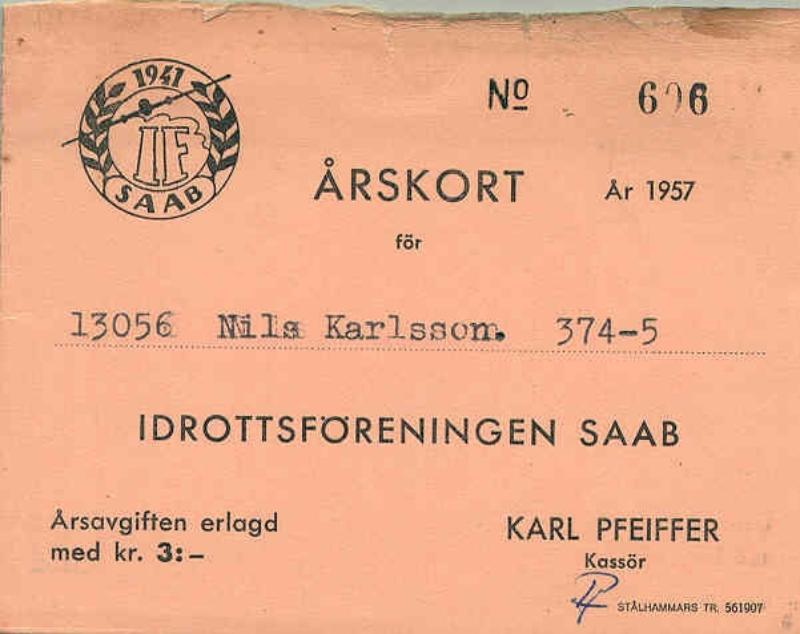 1941
IF
SAAB
Nº 606
ÅRSKORT År 1957
för
13056 Nils Karlsson. 374-5
IDROTTSFÖRENINGEN SAAB
Årsavgiften erlagd
med kr. 3:–
KARL PFEIFFER
Kassör
STÅLHAMMARS TR. 561907